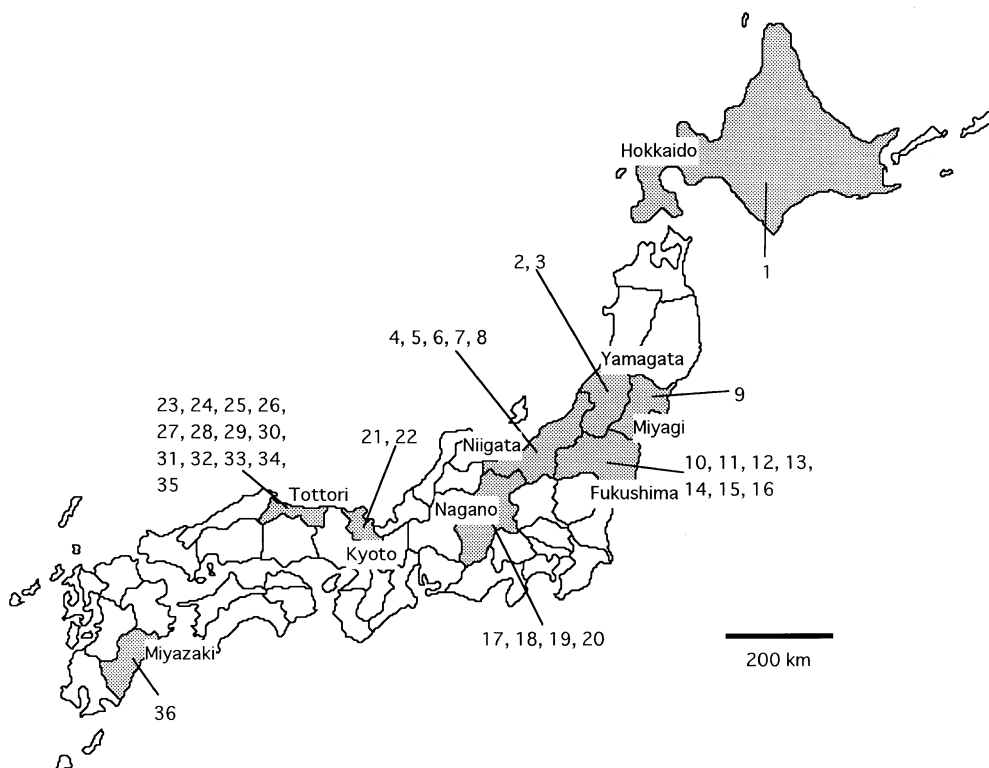 Hokkaido
1
2, 3
4, 5, 6, 7, 8
Yamagata
9
Miyagi
23, 24, 25, 26,
27, 28, 29, 30,
31, 32, 33, 34,
35
21, 22
Niigata
10, 11, 12, 13,
14, 15, 16
Fukushima
Tottori
Nagano
Kyoto
17, 18, 19, 20
200 km
Miyazaki
36